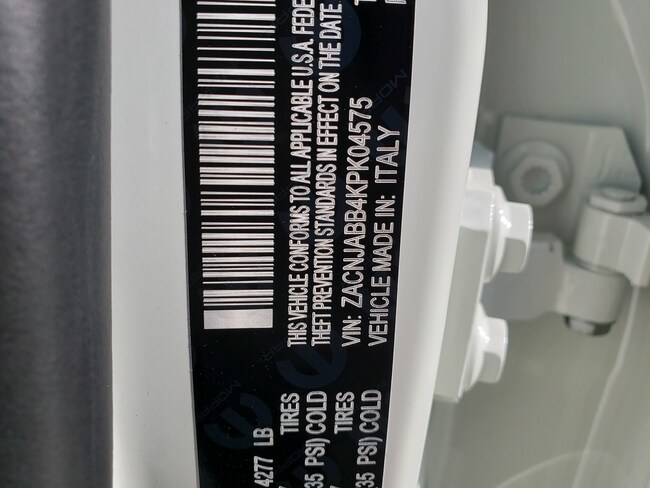 THIS VEHICLE CONFORMS TO ALL APPLICABLE U.S.A. FEDE
THEFT PREVENTION STANDARDS IN EFFECT ON THE DATE
VIN: ZACNJABB4KPK04575
VEHICLE MADE IN: ITALY
4277 LB
TIRES
35 PSI) COLD
TIRES
35 PSI) COLD